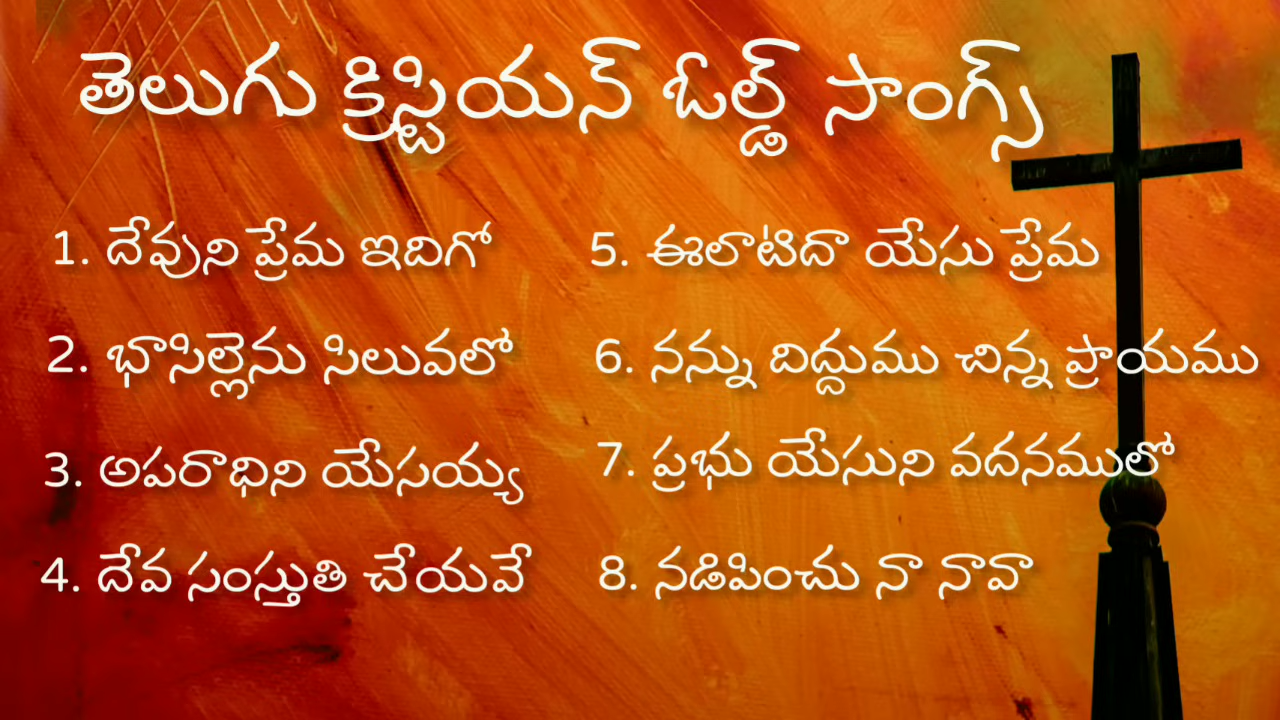 తెలుగు క్రిస్టియన్ ఓల్డ్ సాంగ్స్
1. దేవుని ప్రేమ ఇదిగో
2. భాసిల్లెను సిలువలో
3. అపరాధిని యేసయ్య
4. దేవ సంస్తుతి చేయవే
5. ఈలాటిదా యేసు ప్రేమ
6. నన్ను దిద్దుము చిన్న ప్రాయము
7. ప్రభు యేసుని వదనములో
8. నడిపించు నా నావా